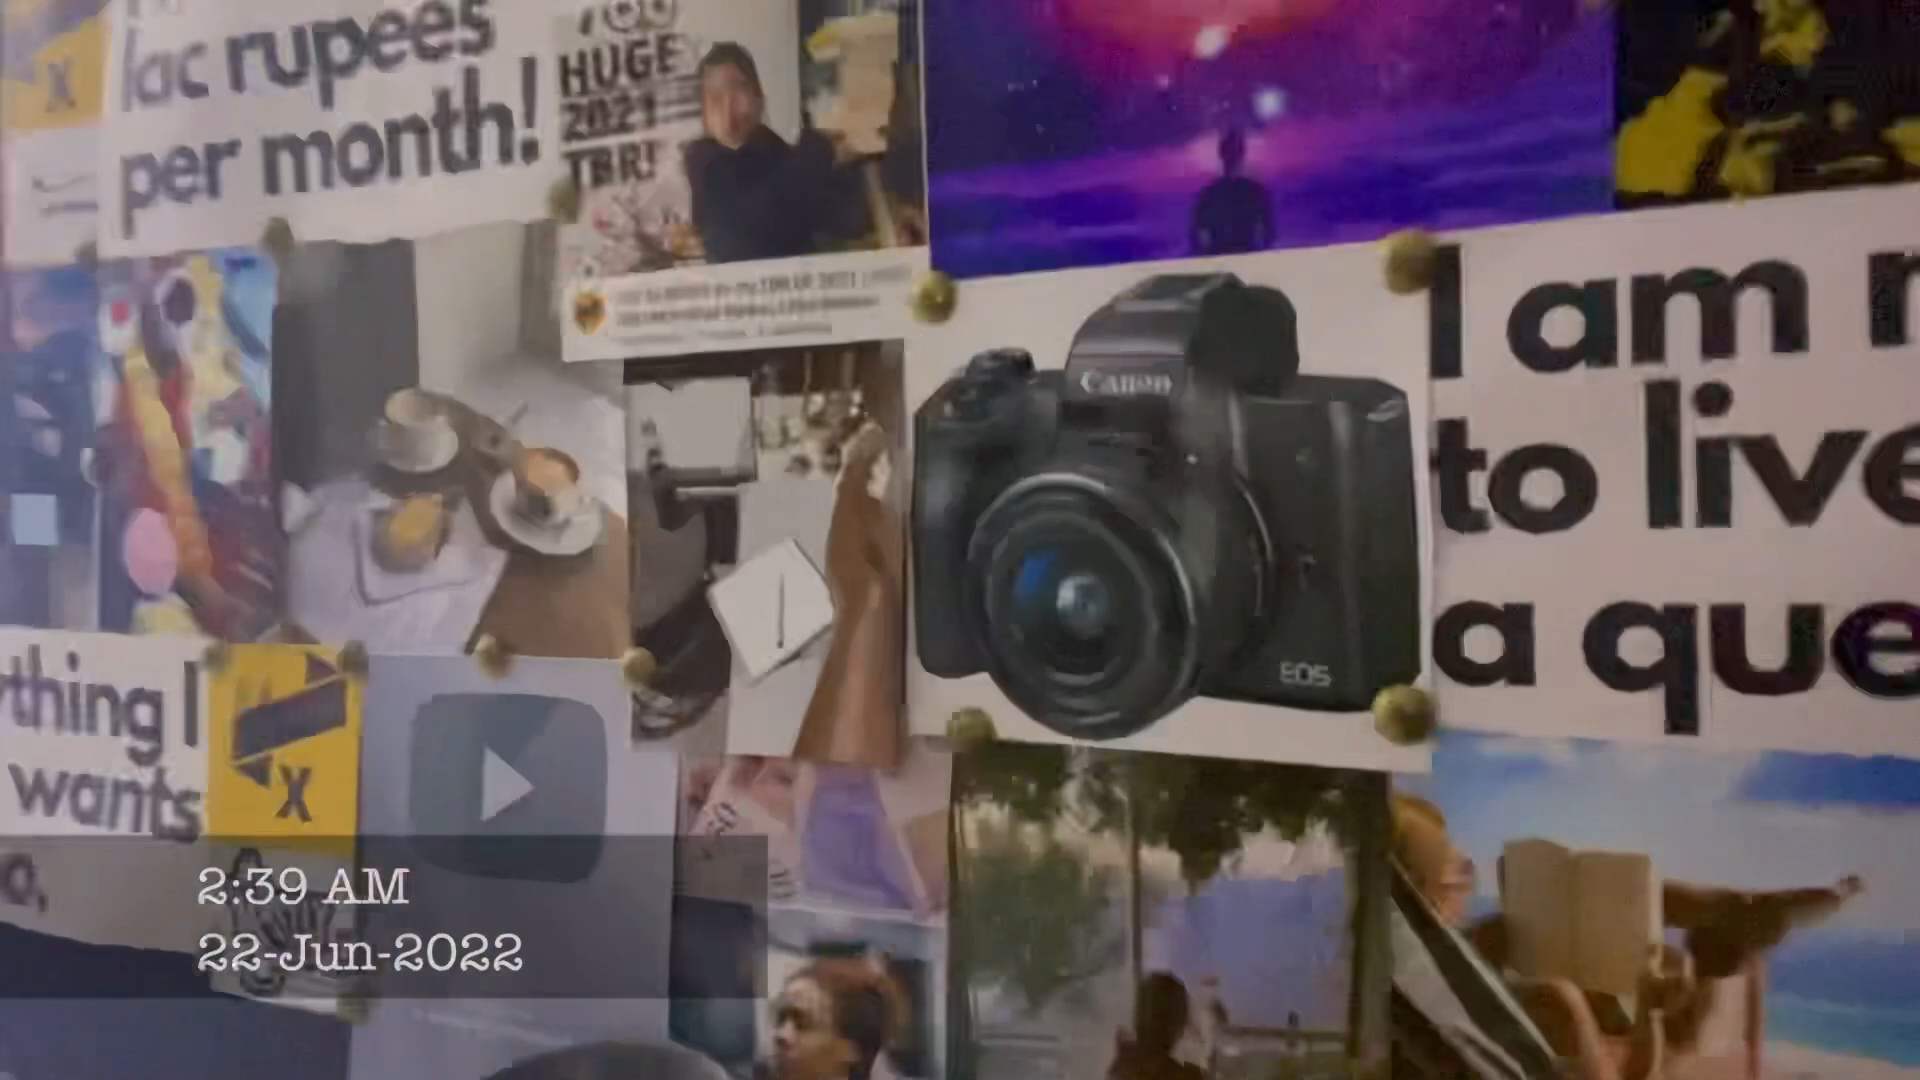 lac rupees
per month!
HUGE
2021
TBR!
X
Canon
EOS
I am
to live
a que
ything I
wants
o,
X
2:39 AM
22-Jun-2022